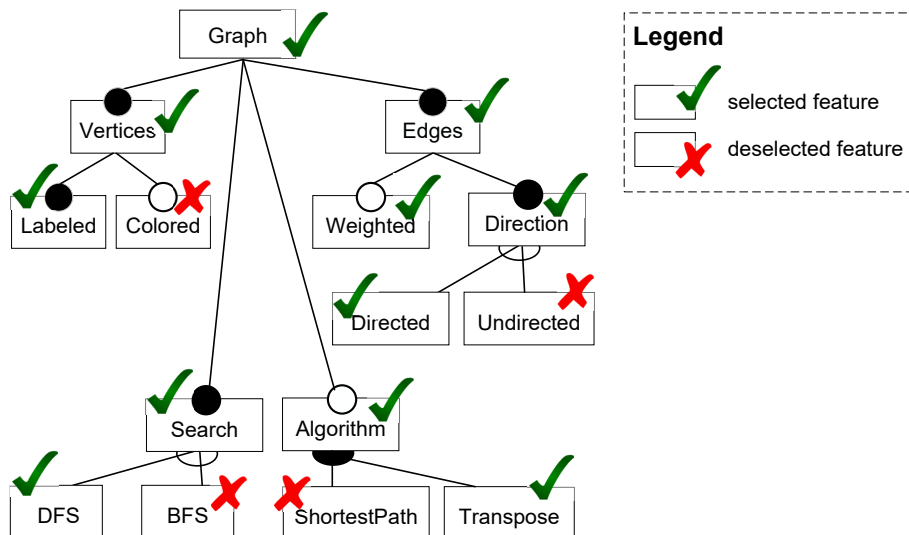 Graph
Legend
selected feature
deselected feature
Vertices
Edges
Labeled
Colored
Weighted
Direction
Directed
Undirected
Search
Algorithm
DFS
BFS
ShortestPath
Transpose